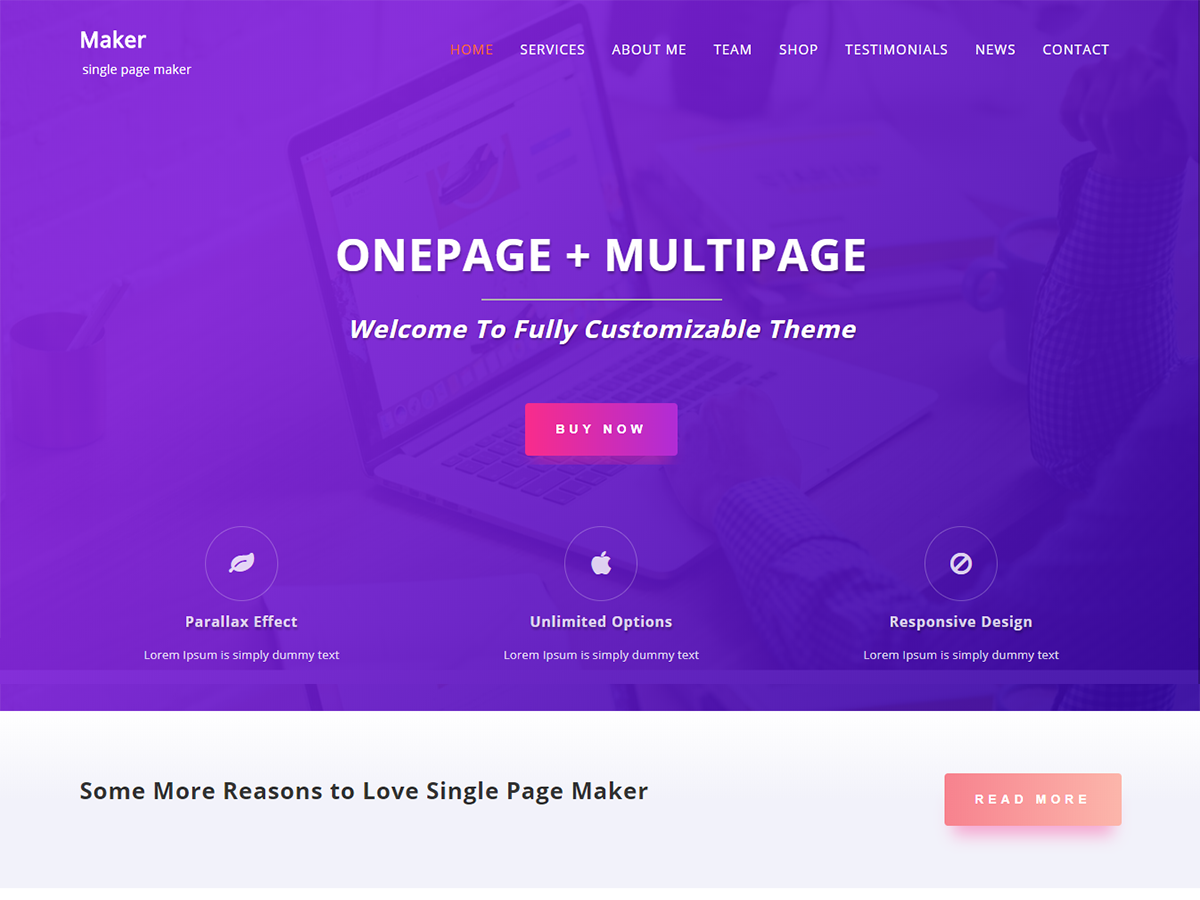 Maker
single page maker
HOME SERVICES ABOUT ME TEAM SHOP TESTIMONIALS NEWS CONTACT
ONEPAGE + MULTIPAGE
Welcome To Fully Customizable Theme
BUY NOW
Parallax Effect
Lorem Ipsum is simply dummy text
Unlimited Options
Lorem Ipsum is simply dummy text
Responsive Design
Lorem Ipsum is simply dummy text
Some More Reasons to Love Single Page Maker
READ MORE